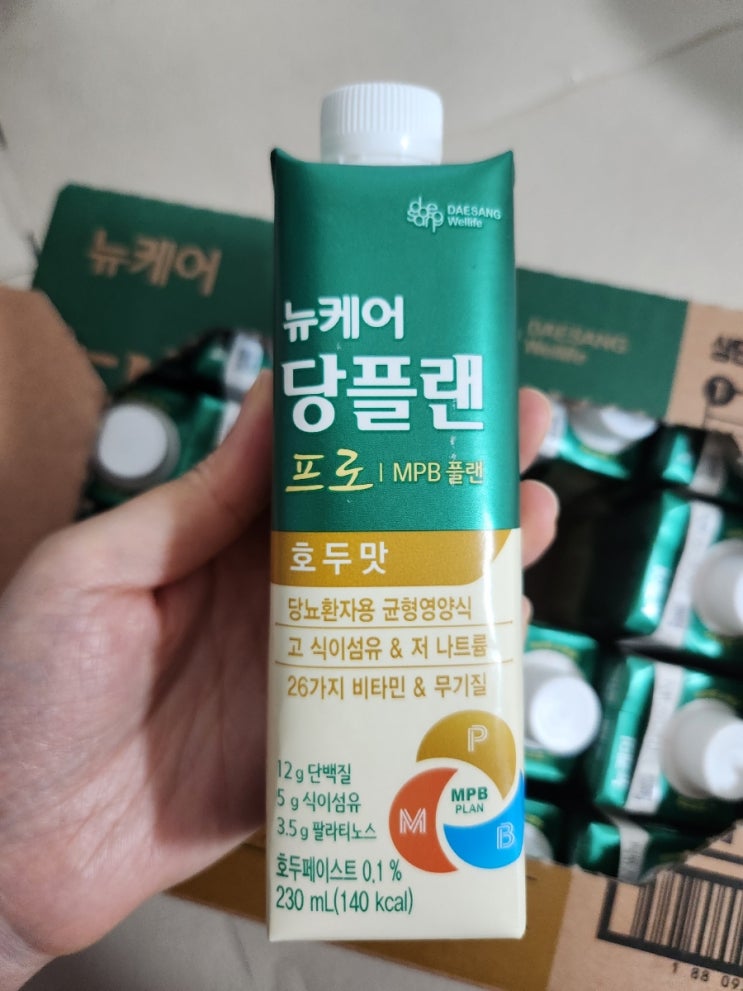 DAESANG
Wellife
뉴케어
당플랜
프로 | MPB 플랜
호두맛
당뇨환자용 균형영양식
고 식이섬유 & 저 나트륨
26가지 비타민 & 무기질
12g 단백질
5g 식이섬유
3.5g 팔라티노스
호두페이스트 0.1%
230 mL(140 kcal)
P
M
B
MPB
PLAN
뉴케어
DAESANG
Wellife
1 88 09